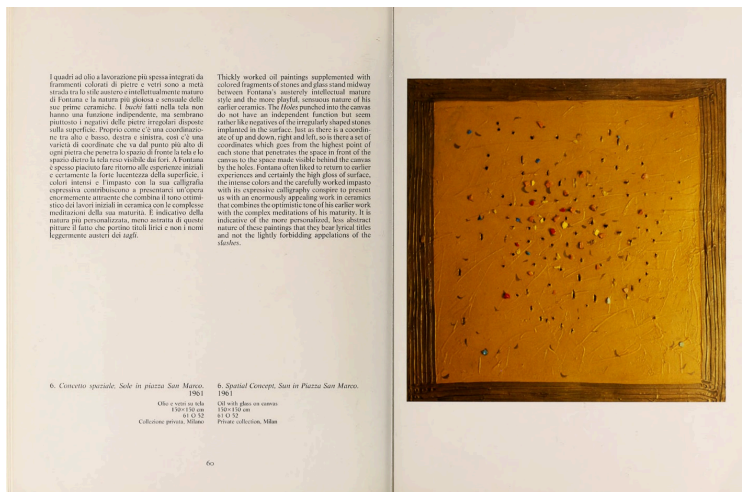 I quadri ad olio a lavorazione più spessa integrati da
frammenti colorati di pietre e vetri sono a metà
strada tra lo stile austero e intellettualmente maturo
di Fontana e la natura più gioiosa e sensuale delle
sue prime ceramiche. I buchi fatti nella tela non
hanno una funzione indipendente, ma sembrano
piuttosto i negativi delle pietre irregolari disposte
sulla superficie. Proprio come c'è una coordinazio-
ne tra alto e basso, destra e sinistra, così c'è una
varietà di coordinate che va dal punto più alto di
ogni pietra che penetra lo spazio di fronte la tela e lo
spazio dietro la tela reso visibile dai fori. A Fontana
è spesso piaciuto fare ritorno alle esperienze iniziali
e certamente la forte lucentezza della superficie, i
colori intensi e l'impasto con la sua calligrafia
espressiva contribuiscono a presentarci un'opera
enormemente attraente che combina il tono ottimi-
stico dei lavori iniziali in ceramica con le complesse
meditazioni della sua maturità. È indicativo della
natura più personalizzata, meno astratta di queste
pitture il fatto che portino titoli lirici e non i nomi
leggermente austeri dei tagli.
Thickly worked oil paintings supplemented with
colored fragments of stones and glass stand midway
between Fontana's austerely intellectual mature
style and the more playful, sensuous nature of his
earlier ceramics. The Holes punched into the canvas
do not have an independent function but seem
rather like negatives of the irregularly shaped stones
implanted in the surface. Just as there is a coordin-
ate of up and down, right and left, so is there a set of
coordinates which goes from the highest point of
each stone that penetrates the space in front of the
canvas to the space made visible behind the canvas
by the holes. Fontana often liked to return to earlier
experiences and certainly the high gloss of surface,
the intense colors and the carefully worked impasto
with its expressive calligraphy conspire to present
us with an enormously appealing work in ceramics
that combines the optimistic tone of his earlier work
with the complex meditations of his maturity. It is
indicative of the more personalized, less abstract
nature of these paintings that they bear lyrical titles
and not the lightly forbidding appelations of the
slashes.
6. Concetto spaziale, Sole in piazza San Marco.
1961
Olio e vetri su tela
150×150 cm
61 O 52
Collezione privata, Milano
6. Spatial Concept, Sun in Piazza San Marco.
1961
Oil with glass on canvas
150×150 cm
61 O 52
Private collection, Milan
60